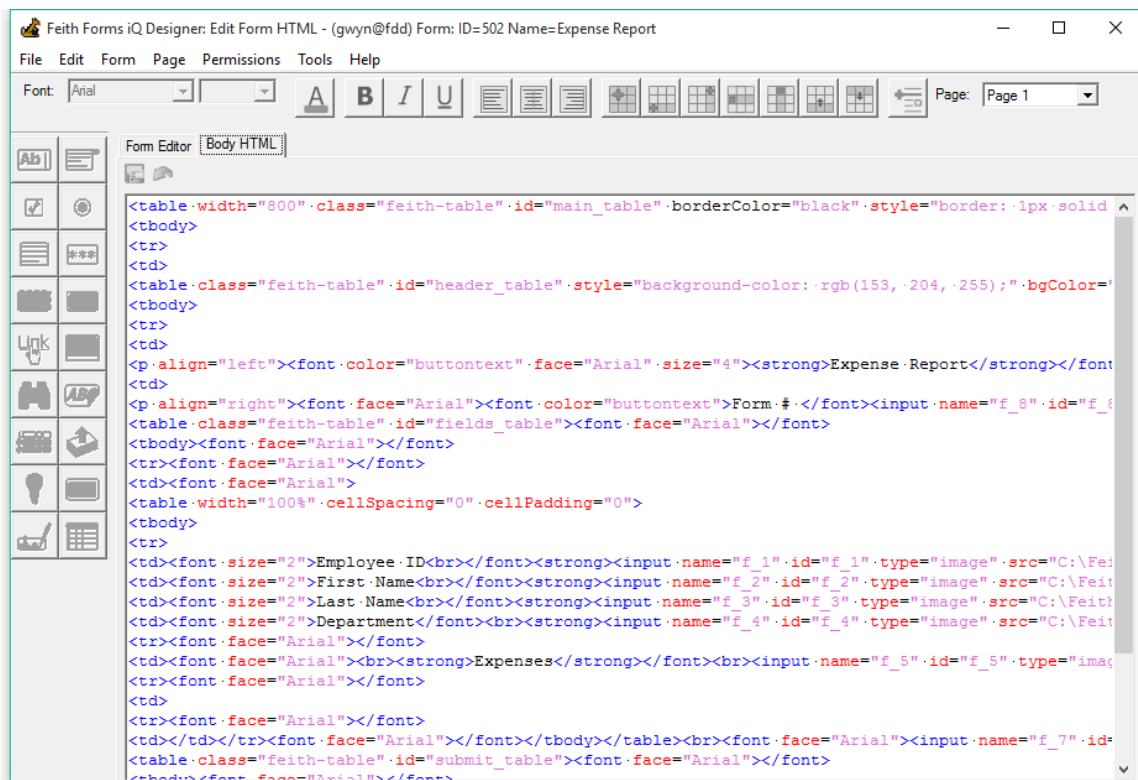 Feith Forms iQ Designer: Edit Form HTML - (gwyn@fdd) Form: ID=502 Name=Expense Report
File Edit Form Page Permissions Tools Help
Font: Arial A B I U Page: Page 1
Form Editor Body HTML
Ab
***
Link
AB
<table width="800" class="feith-table" id="main_table" borderColor="black" style="border: 1px solid
<tbody>
<tr>
<td>
<table class="feith-table" id="header_table" style="background-color: rgb(153, 204, 255);" bgColor="
<tbody>
<tr>
<td>
<p align="left"><font color="buttontext" face="Arial" size="4"><strong>Expense Report</strong></font
<td>
<p align="right"><font face="Arial"><font color="buttontext">Form # </font><input name="f_8" id="f_8
<table class="feith-table" id="fields_table"><font face="Arial"></font>
<tbody><font face="Arial"></font>
<tr><font face="Arial"></font>
<td><font face="Arial">
<table width="100%" cellSpacing="0" cellPadding="0">
<tbody>
<tr>
<td><font size="2">Employee ID<br></font><strong><input name="f_1" id="f_1" type="image" src="C:\Fei
<td><font size="2">First Name<br></font><strong><input name="f_2" id="f_2" type="image" src="C:\Feit
<td><font size="2">Last Name<br></font><strong><input name="f_3" id="f_3" type="image" src="C:\Feith
<td><font size="2">Department</font><br><strong><input name="f_4" id="f_4" type="image" src="C:\Feit
<tr><font face="Arial"></font>
<td><font face="Arial"><br><strong>Expenses</strong></font><br><input name="f_5" id="f_5" type="imag
<tr><font face="Arial"></font>
<td>
<tr><font face="Arial"></font>
<td></td></tr><font face="Arial"></font></tbody></table><br><font face="Arial"><input name="f_7" id=
<table class="feith-table" id="submit_table"><font face="Arial"></font>
<tbody><font face="Arial"></font>